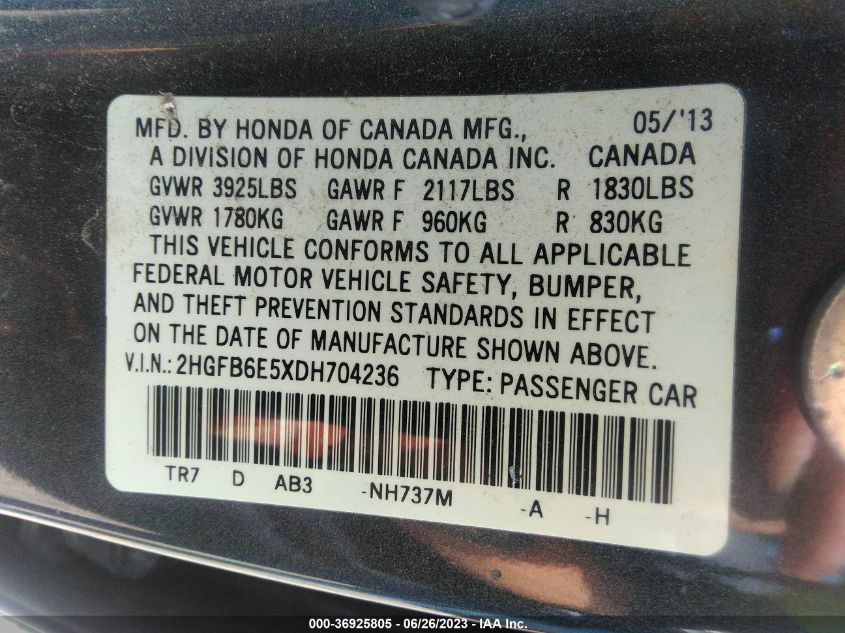 MFD. BY HONDA OF CANADA MFG., 05/'13
A DIVISION OF HONDA CANADA INC. CANADA
GVWR 3925LBS GAWR F 2117LBS R 1830LBS
GVWR 1780KG GAWR F 960KG R 830KG
THIS VEHICLE CONFORMS TO ALL APPLICABLE
FEDERAL MOTOR VEHICLE SAFETY, BUMPER,
AND THEFT PREVENTION STANDARDS IN EFFECT
ON THE DATE OF MANUFACTURE SHOWN ABOVE.
V.I.N.: 2HGFB6E5XDH704236 TYPE: PASSENGER CAR
TR7 D AB3 -NH737M -A -H
000-36925805 - 06/26/2023 - IAA Inc.